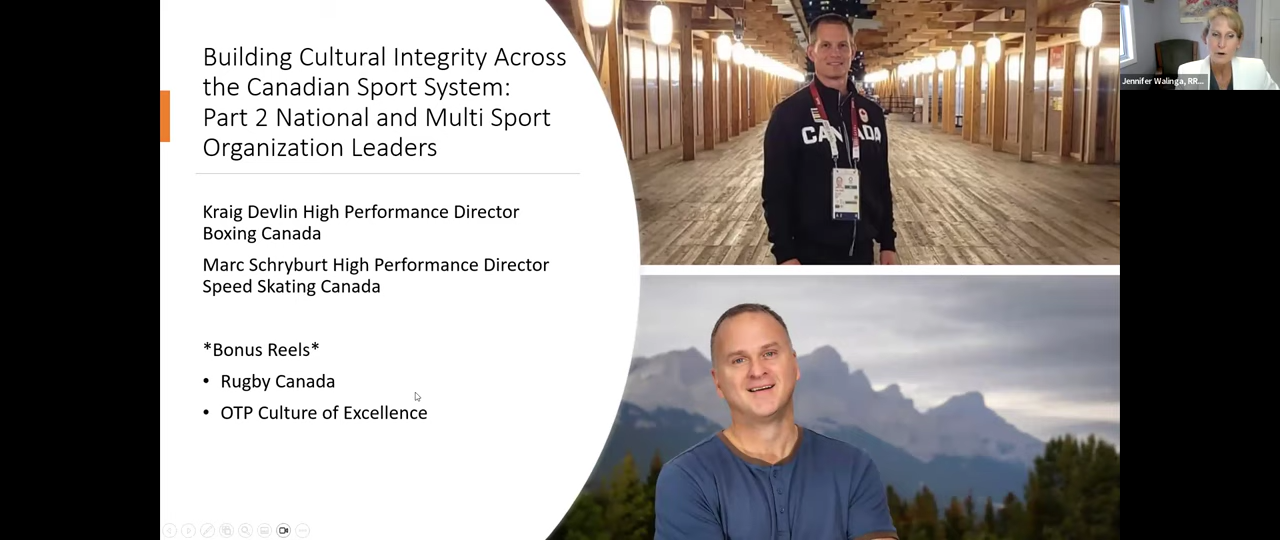 Building Cultural Integrity Across
the Canadian Sport System:
Part 2 National and Multi Sport
Organization Leaders
Kraig Devlin High Performance Director
Boxing Canada
Marc Schryburt High Performance Director
Speed Skating Canada
*Bonus Reels*
• Rugby Canada
• OTP Culture of Excellence
CANADA
Jennifer Walinga, RR...